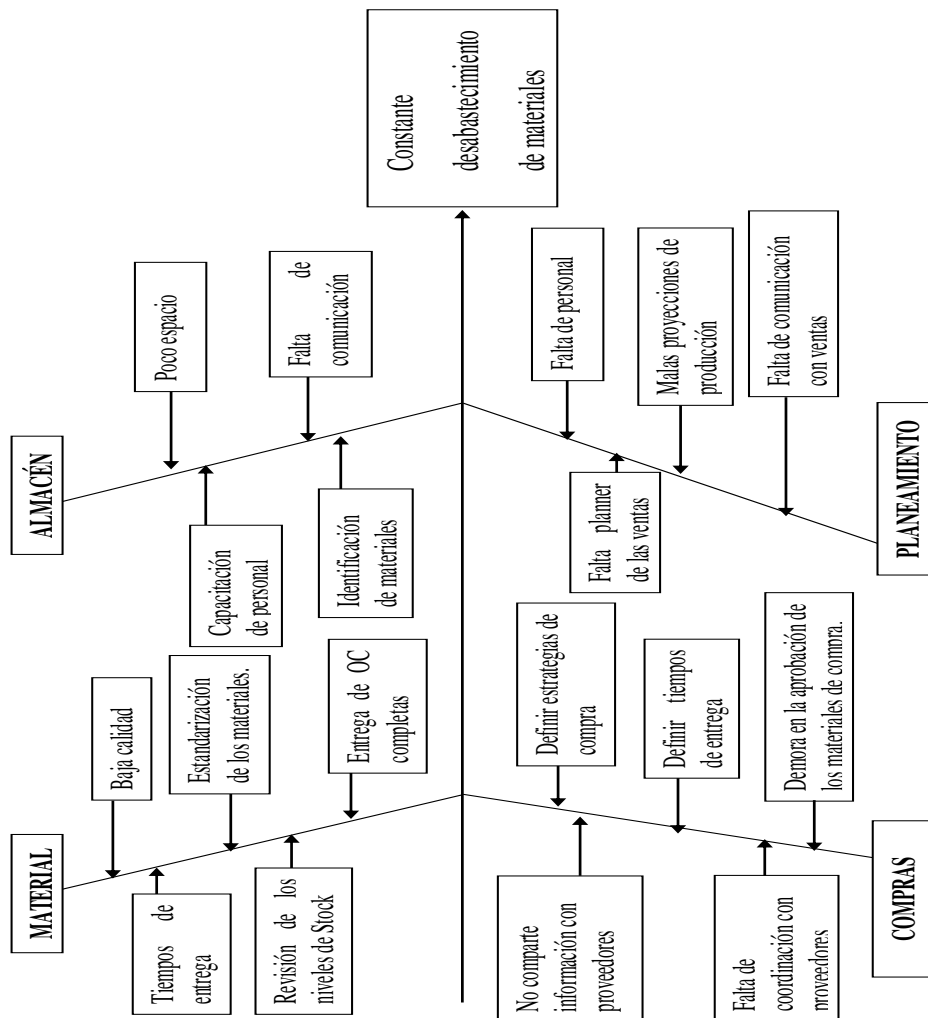 MATERIAL
Baja calidad
Tiempos de
entrega
Estandarización
de los materiales.
Revisión de los
niveles de Stock
Entrega de OC
completas
ALMACÉN
Poco espacio
Capacitación
de personal
Falta de
comunicación
Identificación
de materiales
Constante
desabastecimiento
de materiales
No comparte
información con
proveedores
Definir estrategias de
compra
Definir tiempos
de entrega
Falta de
coordinación con
proveedores
Demora en la aprobación de
los materiales de compra.
COMPRAS
Falta de personal
Falta planner
de las ventas
Malas proyecciones de
producción
Falta de comunicación
con ventas
PLANEAMIENTO